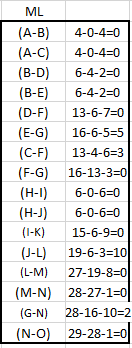 ML
(A-B) 4-0-4=0
(A-C) 4-0-4=0
(B-D) 6-4-2=0
(B-E) 6-4-2=0
(D-F) 13-6-7=0
(E-G) 16-6-5=5
(C-F) 13-4-6=3
(F-G) 16-13-3=0
(H-I) 6-0-6=0
(H-J) 6-0-6=0
(I-K) 15-6-9=0
(J-L) 19-6-3=10
(L-M) 27-19-8=0
(M-N) 28-27-1=0
(G-N) 28-16-10=2
(N-O) 29-28-1=0